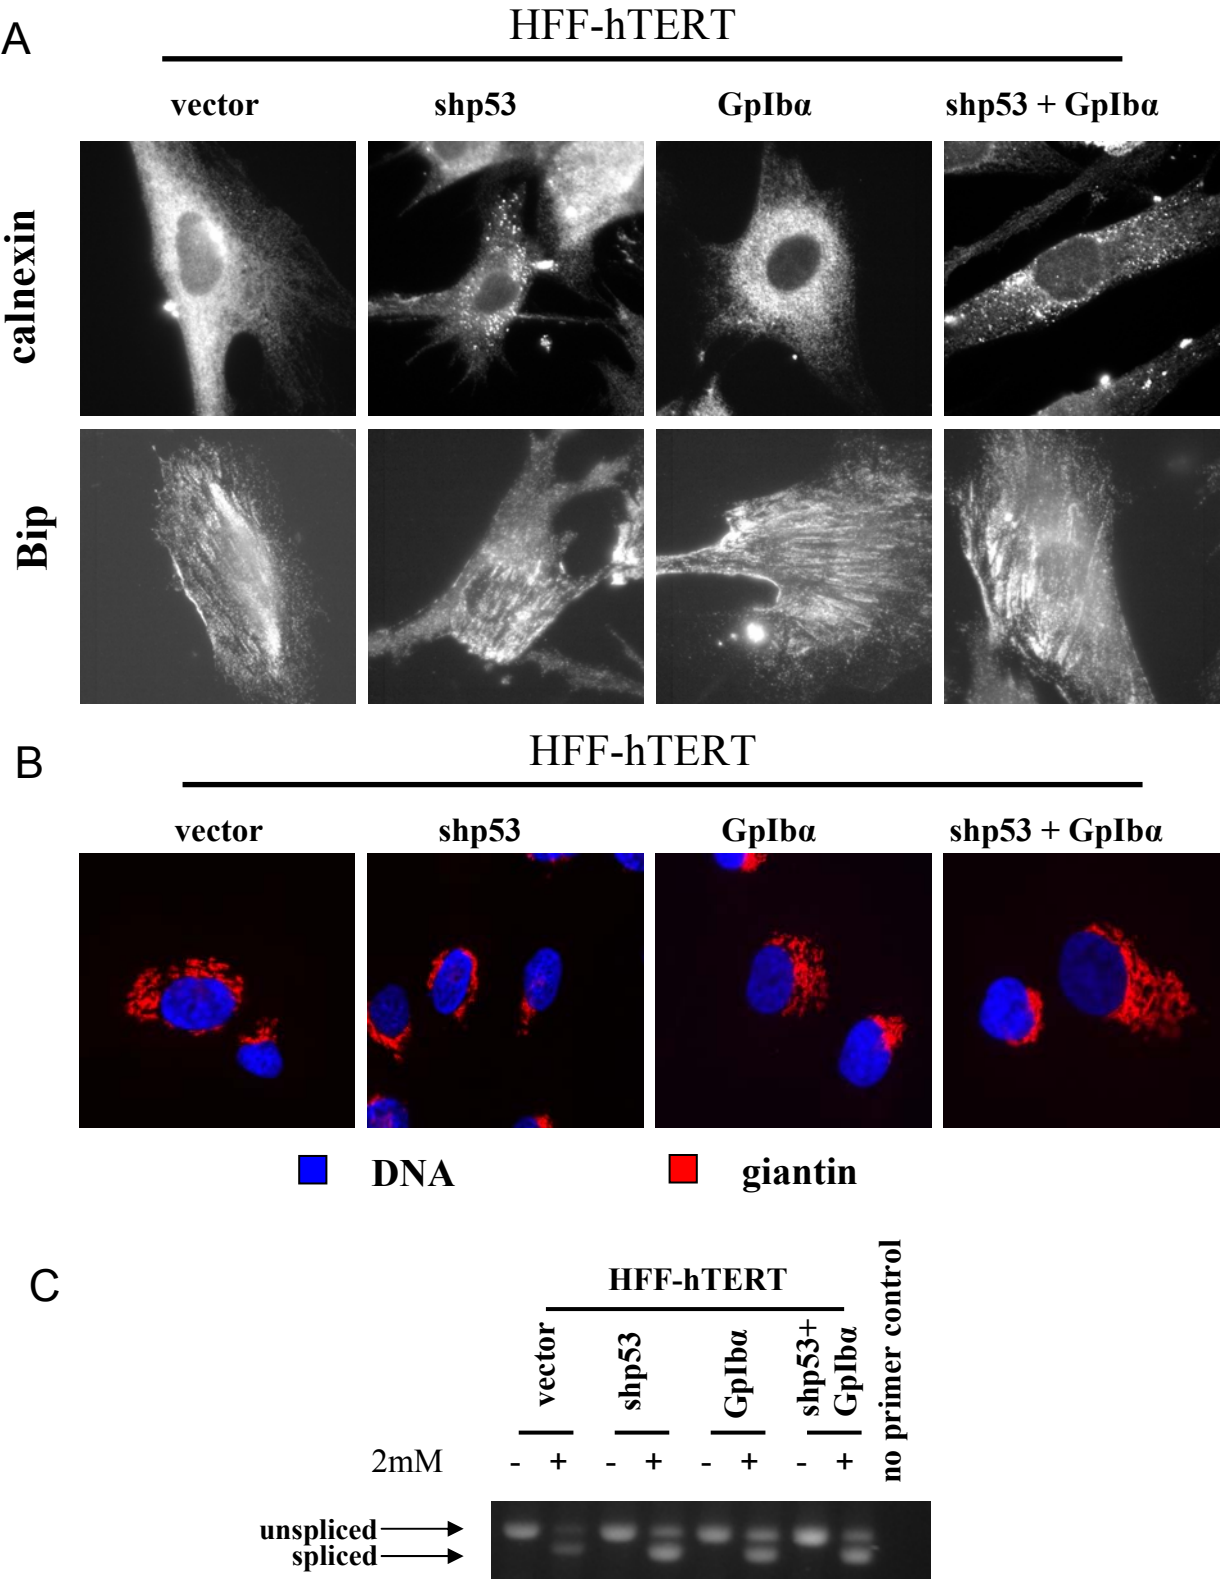 A
HFF-hTERT
vector shp53 GpIbα shp53 + GpIbα
calnexin
Bip
B
HFF-hTERT
vector shp53 GpIbα shp53 + GpIbα
DNA giantin
C
HFF-hTERT
vector
shp53
GpIbα
shp53+
GpIbα
no primer control
2mM - + - + - + - +
unspliced
spliced